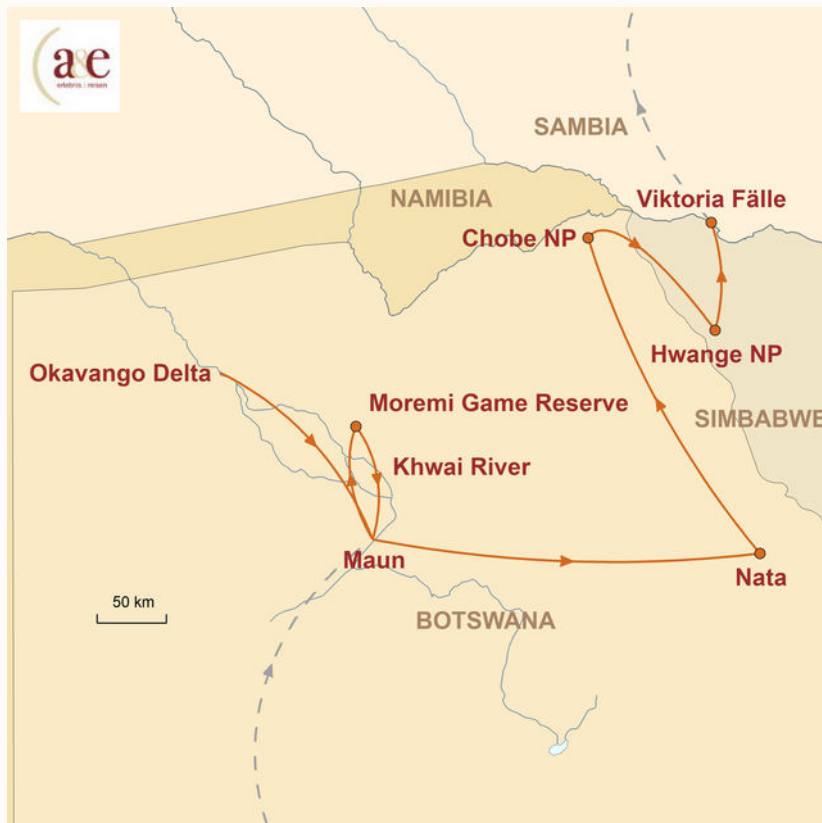 a&e
erlebnis : reisen
SAMBIA
NAMIBIA
Viktoria Fälle
Chobe NP
Hwange NP
Okavango Delta
Moremi Game Reserve
SIMBABWE
Khwai River
Maun
Nata
50 km
BOTSWANA